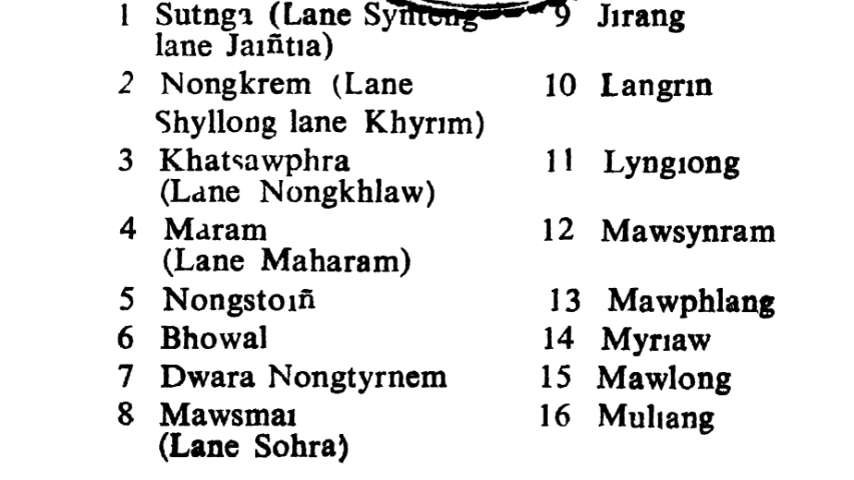 1 Sutnga (Lane Synteng
lane Jaiñtia)
2 Nongkrem (Lane
Shyllong lane Khyrim)
3 Khatsawphra
(Lane Nongkhlaw)
4 Maram
(Lane Maharam)
5 Nongstoiñ
6 Bhowal
7 Dwara Nongtyrnem
8 Mawsmai
(Lane Sohra)
9 Jirang
10 Langrin
11 Lyngiong
12 Mawsynram
13 Mawphlang
14 Myriaw
15 Mawlong
16 Muliang